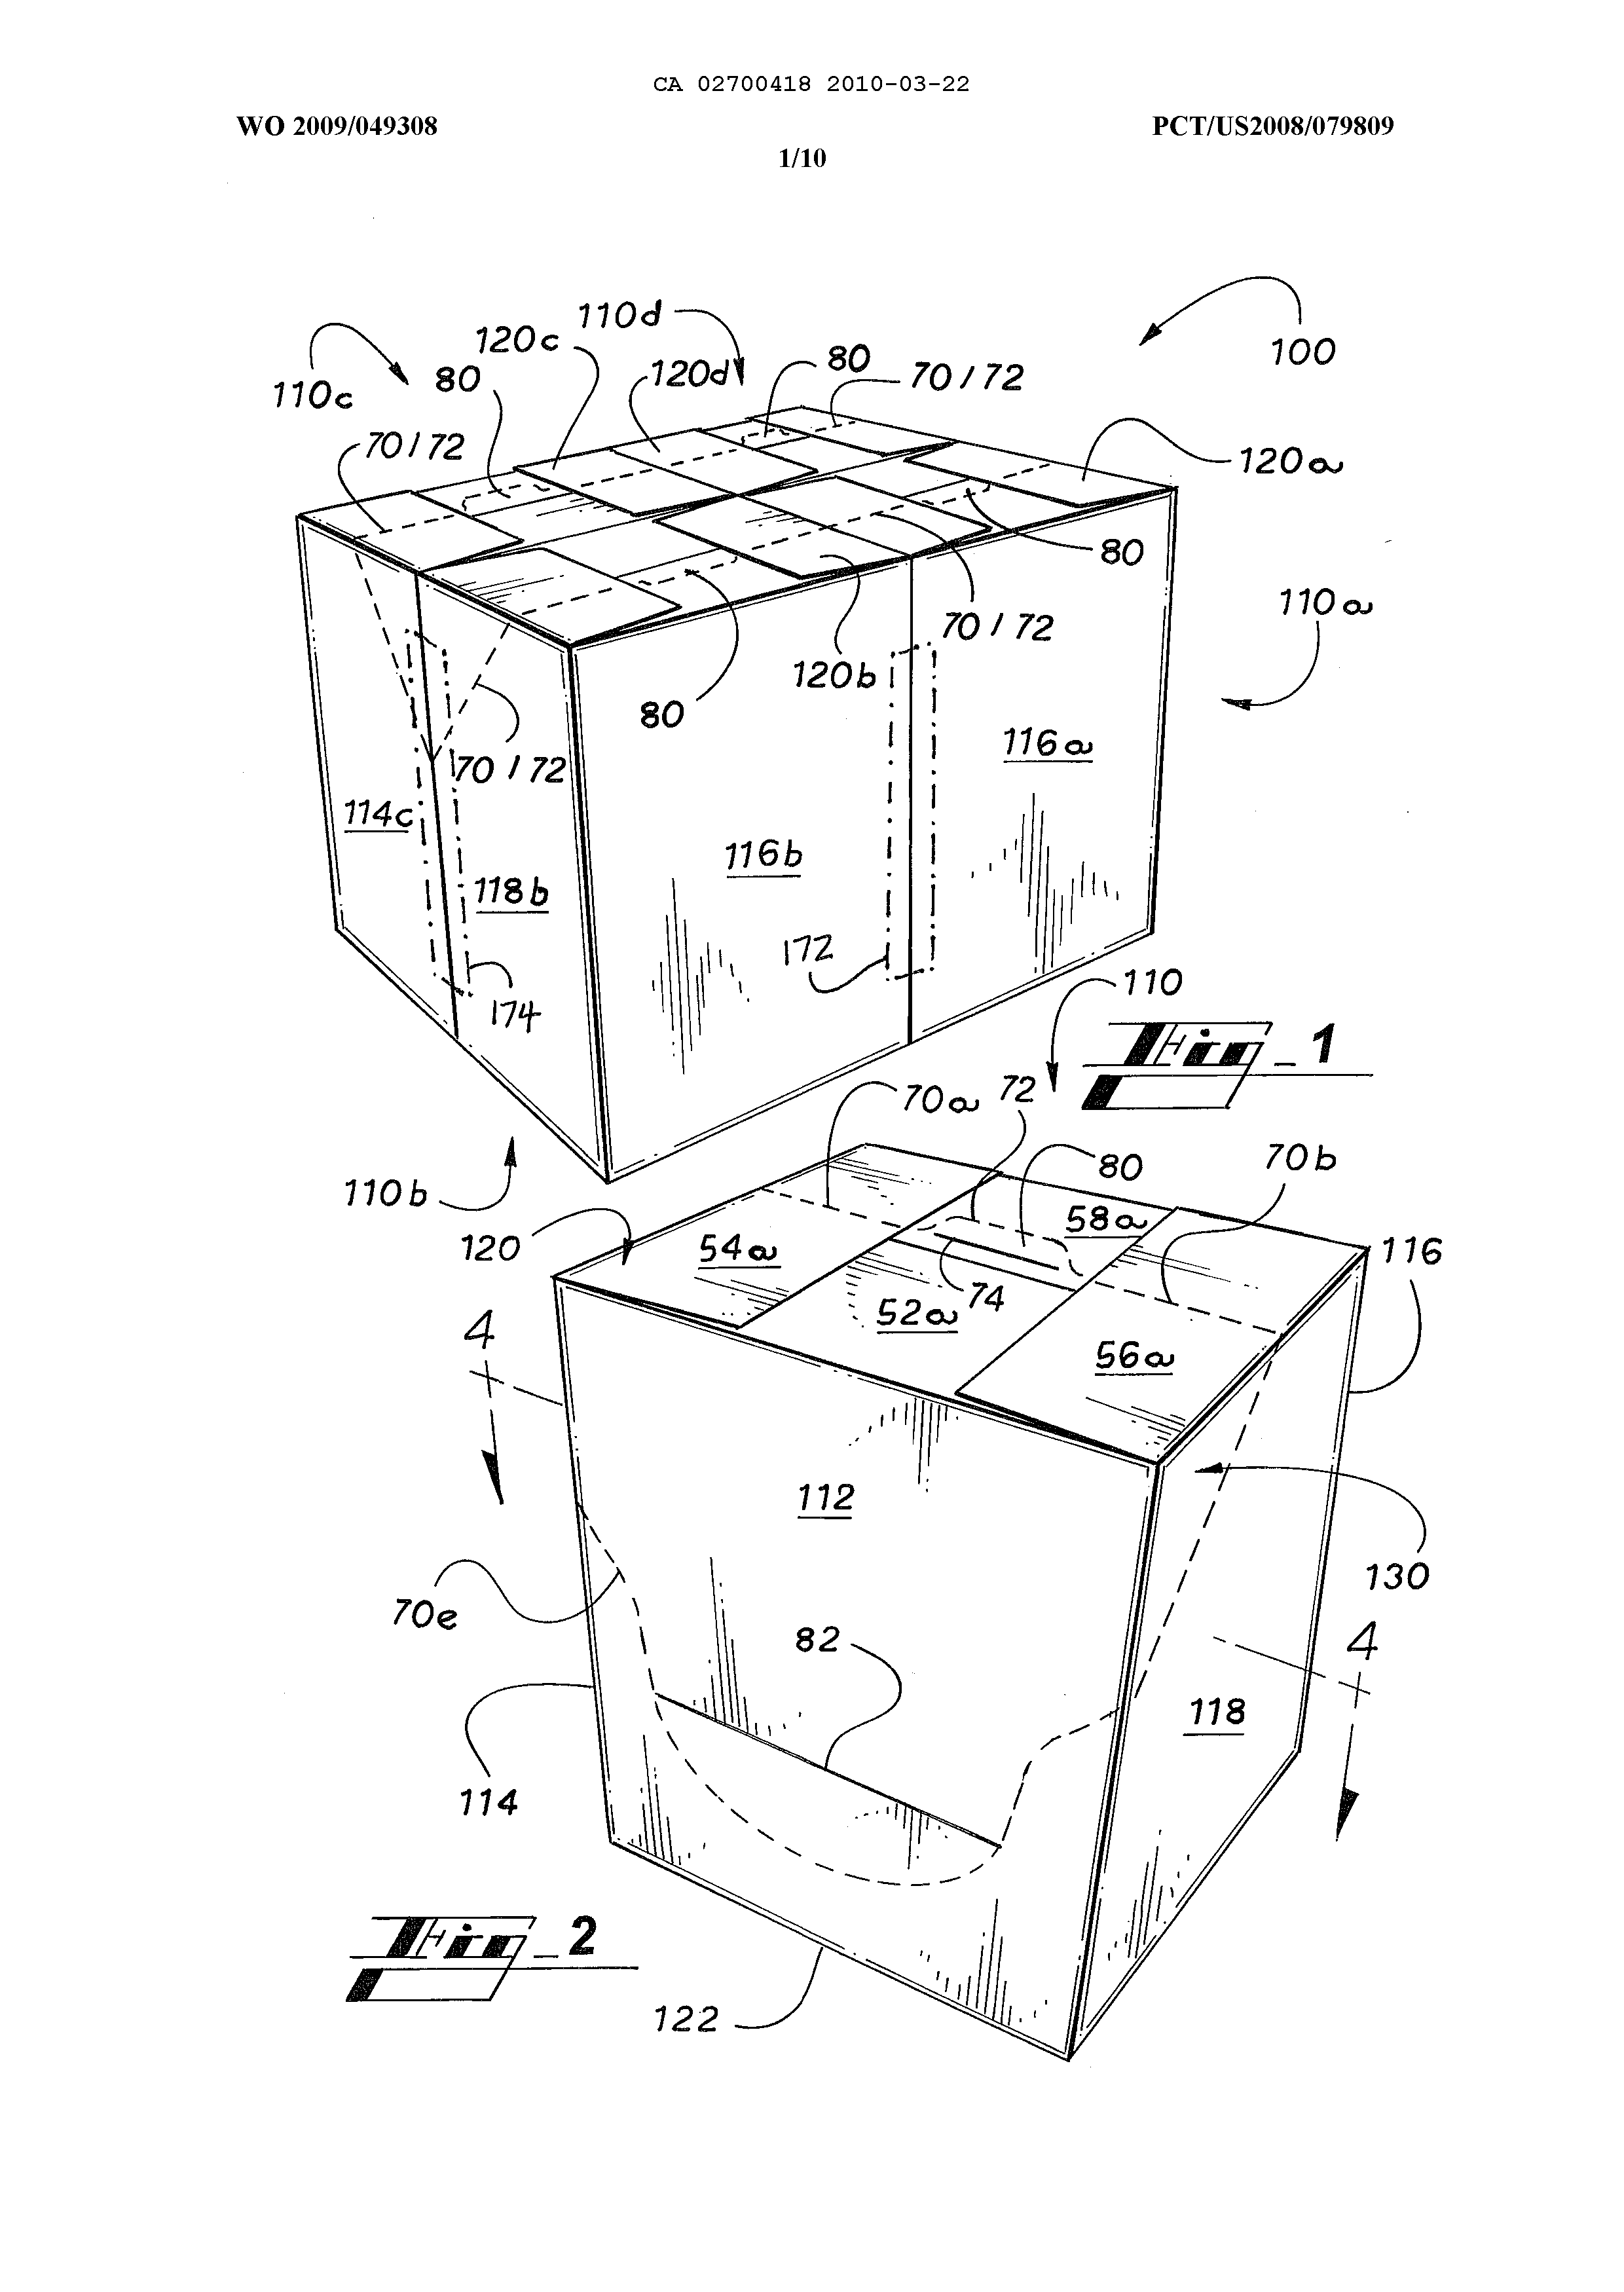 CA 02700418 2010-03-22
WO 2009/049308 PCT/US2008/079809
1/10
110d
120c
100
110c
80
120d
80
70/72
70/72
120a
80
110a
70/72
120b
80
116a
70/72
114c
116b
118b
172
174
110
Fig_1
70a
72
110b
80
70b
120
58a
54a
116
74
52a
4
56a
112
130
70e
82
4
118
114
Fig_2
122